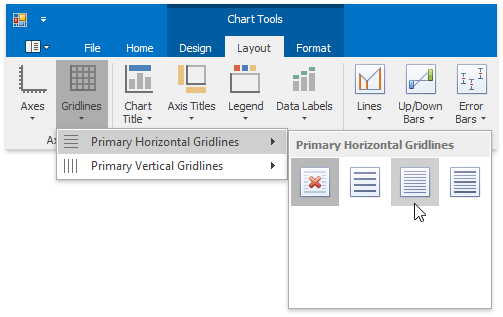 Chart Tools
File Home Design Layout Format
Axes Gridlines Chart Title Axis Titles Legend Data Labels Lines Up/Down Bars Error Bars
Primary Horizontal Gridlines
Primary Vertical Gridlines
Primary Horizontal Gridlines